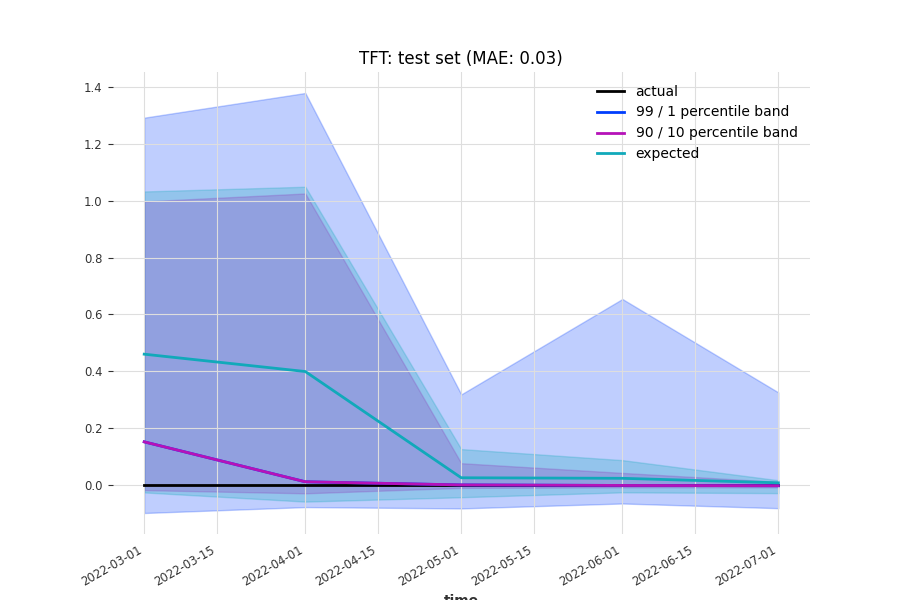 TFT: test set (MAE: 0.03)
actual
99 / 1 percentile band
90 / 10 percentile band
expected
1.4
1.2
1.0
0.8
0.6
0.4
0.2
0.0
2022-03-01
2022-03-15
2022-04-01
2022-04-15
2022-05-01
2022-05-15
2022-06-01
2022-06-15
2022-07-01
time